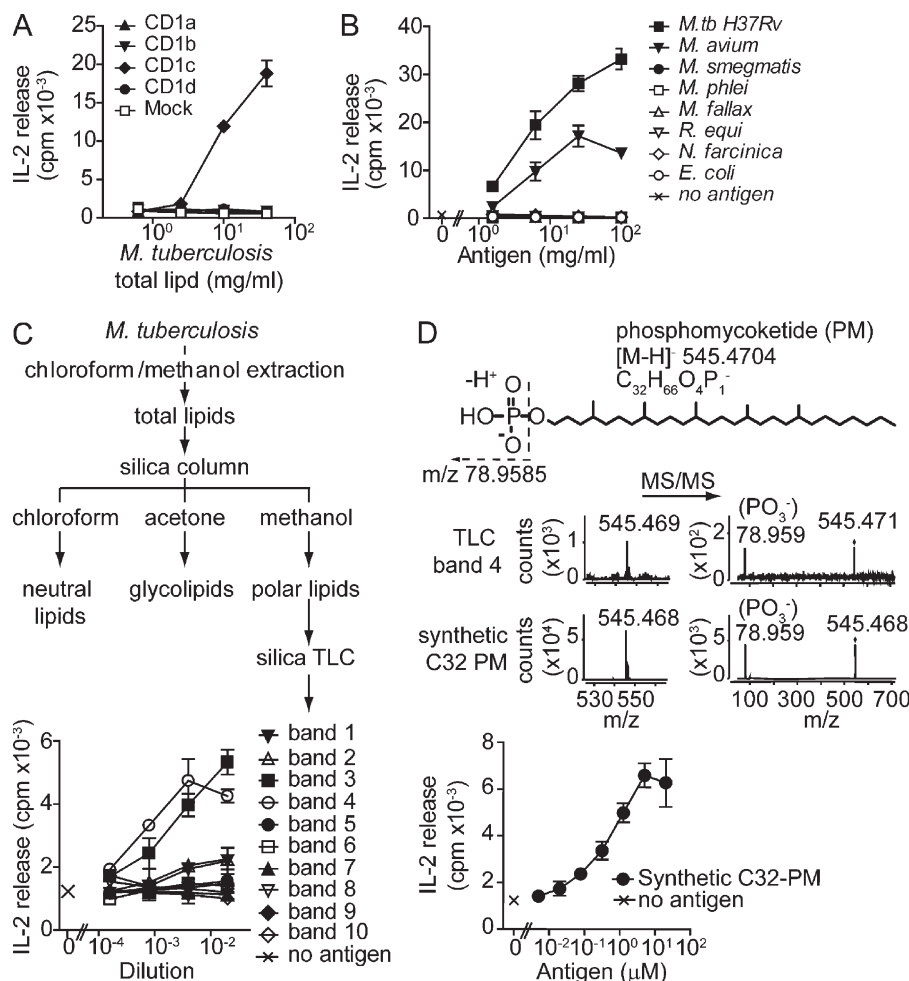 A
CD1a
CD1b
CD1c
CD1d
Mock
IL-2 release
(cpm x10-3)
25
20
15
10
5
0
10^0
10^1
10^2
M. tuberculosis
total lipd (mg/ml)
B
M.tb H37Rv
M. avium
M. smegmatis
M. phlei
M. fallax
R. equi
N. farcinica
E. coli
no antigen
IL-2 release
(cpm x10-3)
40
30
20
10
0
0
10^0
10^1
10^2
Antigen (mg/ml)
C
M. tuberculosis
chloroform/methanol extraction
total lipids
silica column
chloroform acetone methanol
neutral lipids
glycolipids
polar lipids
silica TLC
band 1
band 2
band 3
band 4
band 5
band 6
band 7
band 8
band 9
band 10
no antigen
IL-2 release (cpm x10-3)
6
4
2
0
0
10-4
10-3
10-2
Dilution
D
phosphomycoketide (PM)
[M-H]- 545.4704
C32H66O4P1-
-H+
O
HO-P-O
O
-
m/z 78.9585
MS/MS
TLC
band 4
counts
(x10^3)
1
0
545.469
(x10^2)
2
0
(PO3-)
78.959
545.471
synthetic
C32 PM
counts
(x10^4)
5
0
545.468
(x10^3)
5
0
(PO3-)
78.959
545.468
530 550
m/z
100 300 500 700
m/z
IL-2 release
(cpm x10-3)
8
6
4
2
0
Synthetic C32-PM
no antigen
0
10-2
10-1
10^0
10^1
10^2
Antigen (μM)